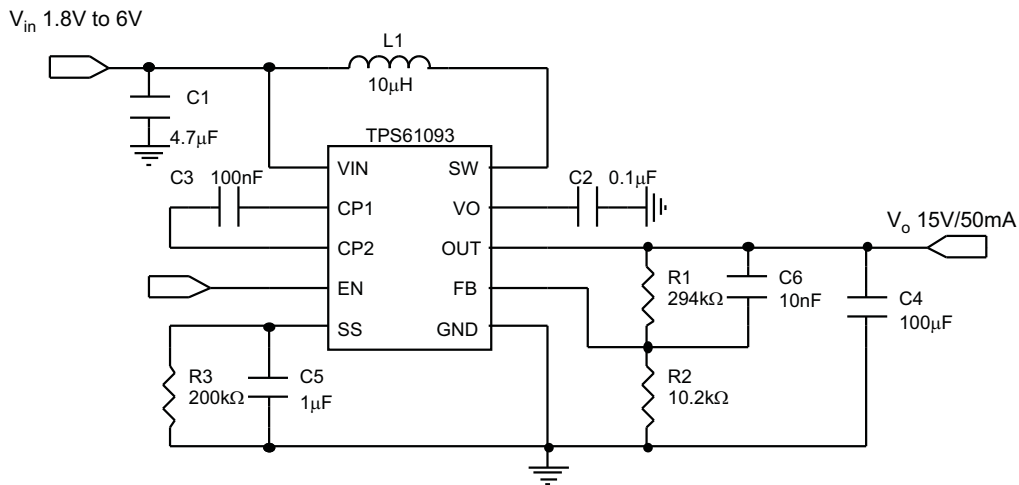 Vin 1.8V to 6V
L1
10μH
C1
4.7μF
TPS61093
C3 100nF
VIN
SW
C2 0.1μF
CP1
VO
Vo 15V/50mA
CP2
OUT
EN
FB
R1
294kΩ
C6
10nF
C4
100μF
SS
GND
R3
200kΩ
C5
1μF
R2
10.2kΩ